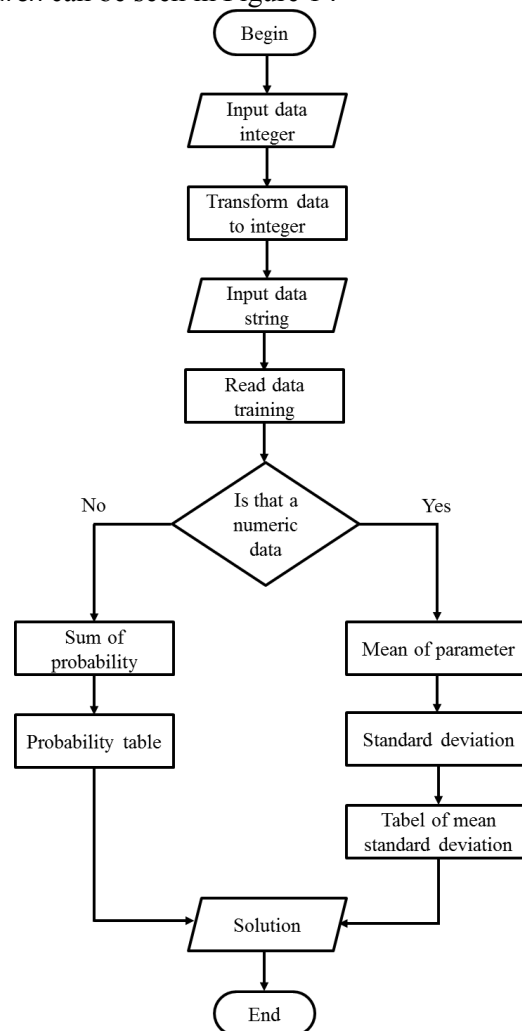 can be seen in Figure 1 .
Begin
Input data
integer
Transform data
to integer
Input data
string
Read data
training
Is that a
numeric
data
No
Yes
Sum of
probability
Mean of parameter
Probability table
Standard deviation
Tabel of mean
standard deviation
Solution
End